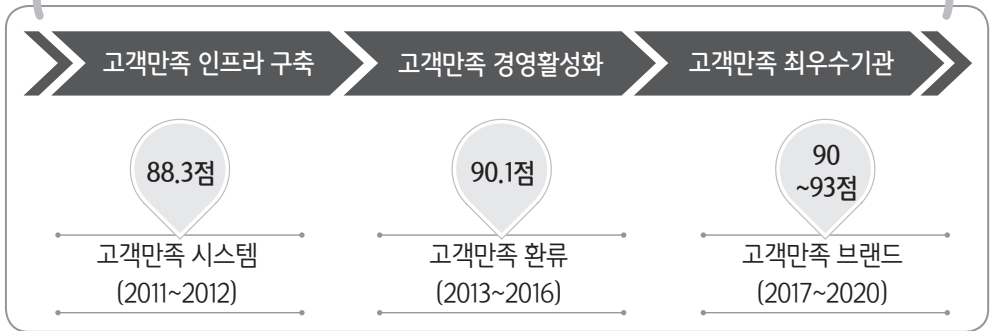 고객만족 인프라 구축
고객만족 경영활성화
고객만족 최우수기관
88.3점
90.1점
90
~93점
고객만족 시스템
(2011~2012)
고객만족 환류
(2013~2016)
고객만족 브랜드
(2017~2020)